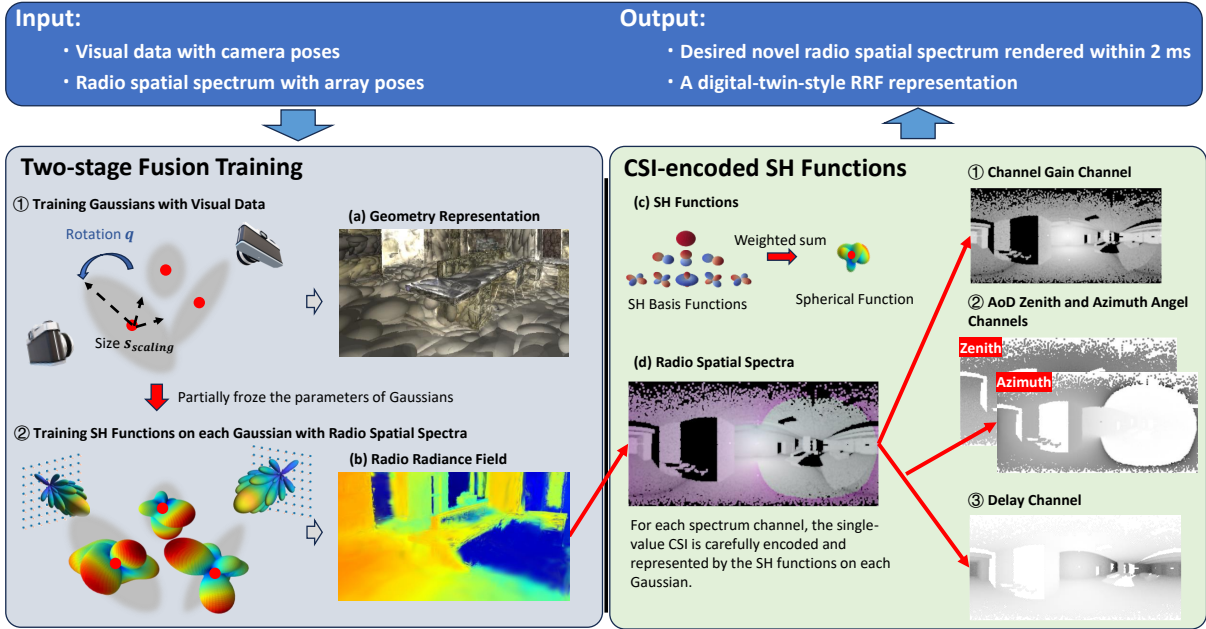 Input:
· Visual data with camera poses
· Radio spatial spectrum with array poses
Output:
· Desired novel radio spatial spectrum rendered within 2 ms
· A digital-twin-style RRF representation
Two-stage Fusion Training
① Training Gaussians with Visual Data
Rotation q
Size s_scaling
(a) Geometry Representation
Partially froze the parameters of Gaussians
② Training SH Functions on each Gaussian with Radio Spatial Spectra
(b) Radio Radiance Field
CSI-encoded SH Functions
(c) SH Functions
Weighted sum
SH Basis Functions
Spherical Function
(d) Radio Spatial Spectra
For each spectrum channel, the single-
value CSI is carefully encoded and
represented by the SH functions on each
Gaussian.
① Channel Gain Channel
② AoD Zenith and Azimuth Angel
Channels
Zenith
Azimuth
③ Delay Channel